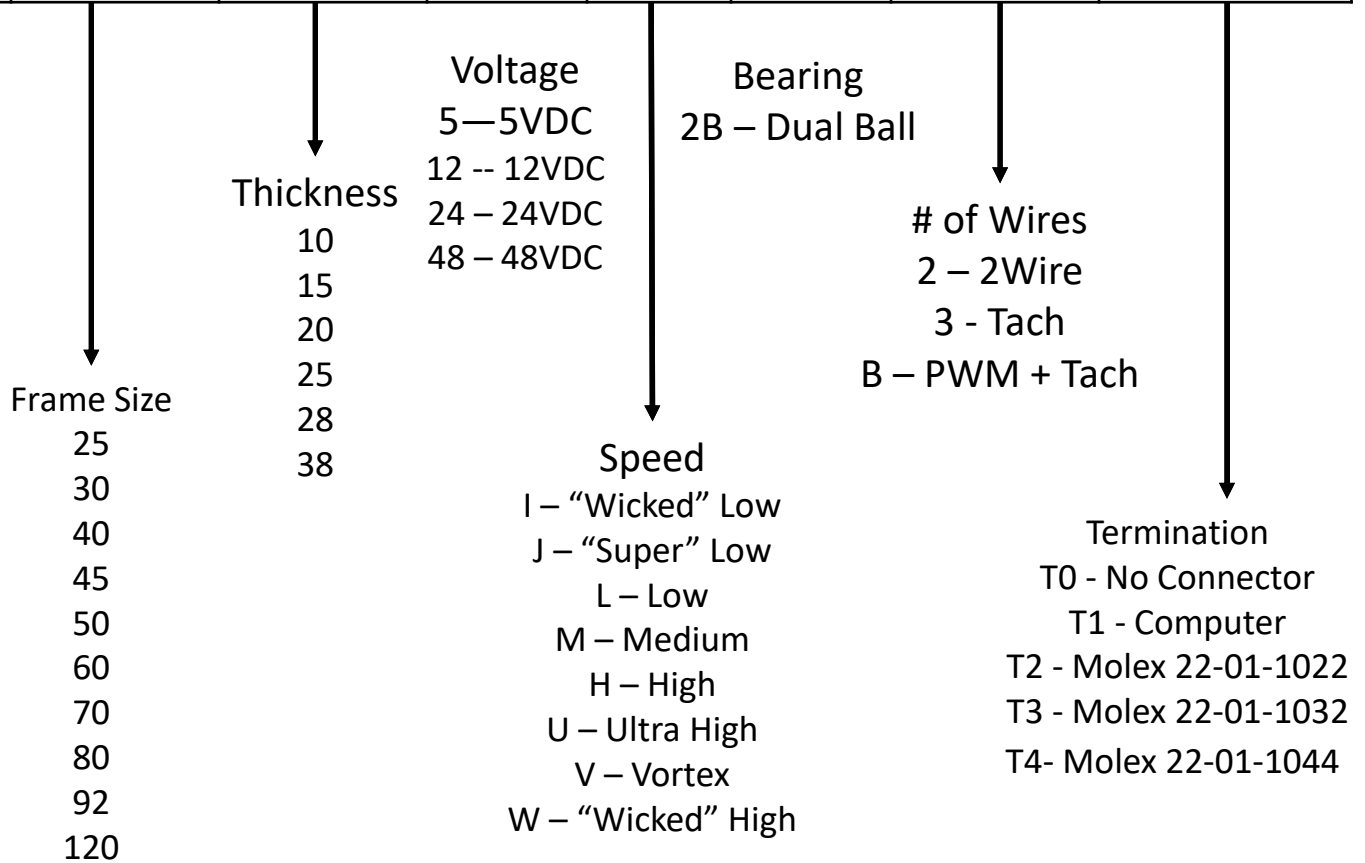 Voltage
5—5VDC
12 -- 12VDC
24 – 24VDC
48 – 48VDC
Bearing
2B – Dual Ball
Thickness
10
15
20
25
28
38
# of Wires
2 – 2Wire
3 - Tach
B – PWM + Tach
Frame Size
25
30
40
45
50
60
70
80
92
120
Speed
I – “Wicked” Low
J – “Super” Low
L – Low
M – Medium
H – High
U – Ultra High
V – Vortex
W – “Wicked” High
Termination
T0 - No Connector
T1 - Computer
T2 - Molex 22-01-1022
T3 - Molex 22-01-1032
T4- Molex 22-01-1044